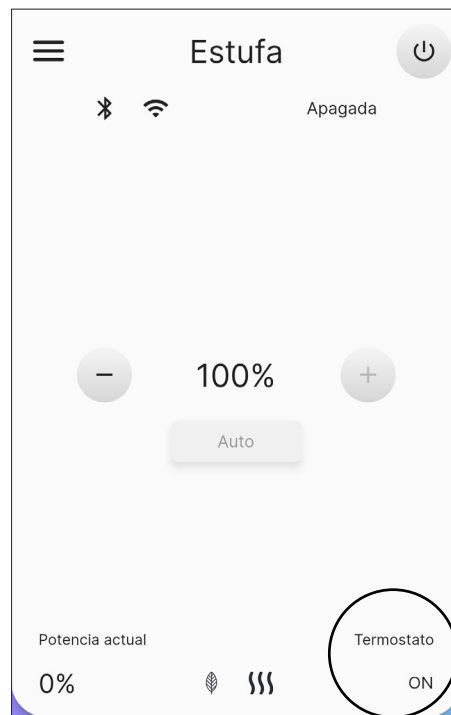 Estufa
Apagada
100%
Auto
Potencia actual
Termostato
0%
ON